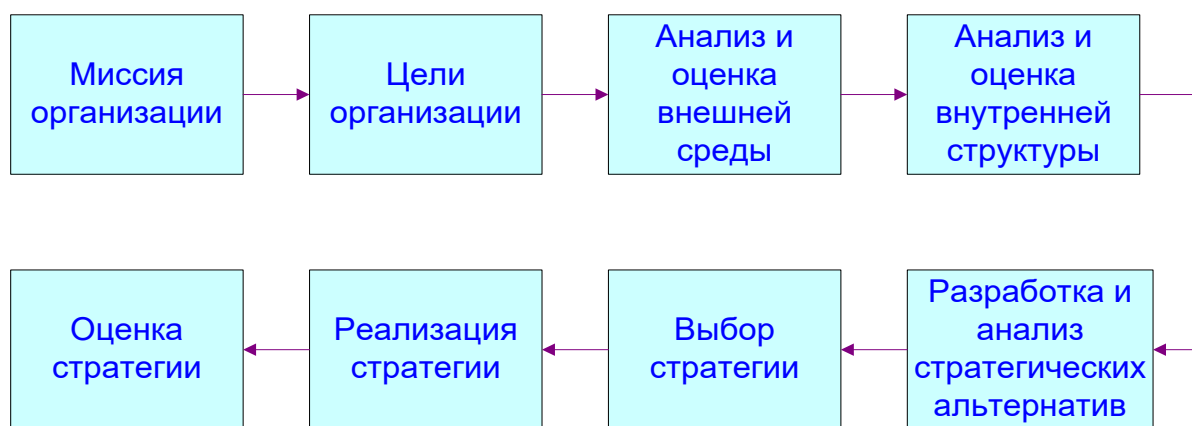 Миссия
организации
Цели
организации
Анализ и
оценка
внешней
среды
Анализ и
оценка
внутренней
структуры
Оценка
стратегии
Реализация
стратегии
Выбор
стратегии
Разработка и
анализ
стратегических
альтернатив